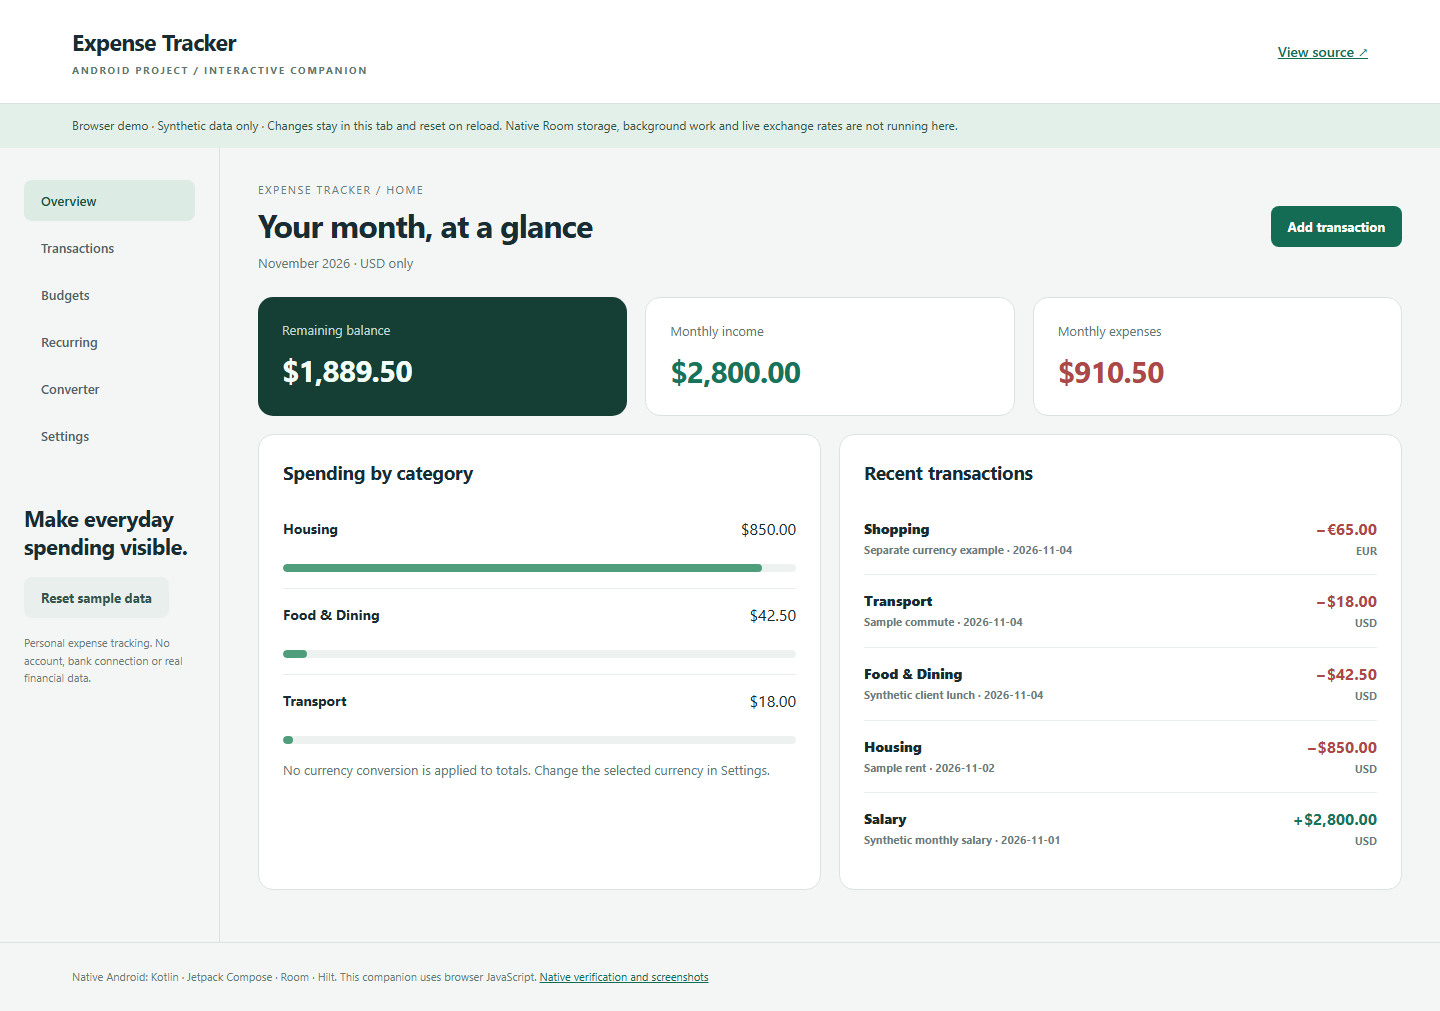 Expense Tracker
ANDROID PROJECT / INTERACTIVE COMPANION
View source ↗
Browser demo · Synthetic data only · Changes stay in this tab and reset on reload. Native Room storage, background work and live exchange rates are not running here.
Overview
Transactions
Budgets
Recurring
Converter
Settings
Make everyday
spending visible.
Reset sample data
Personal expense tracking. No
account, bank connection or real
financial data.
EXPENSE TRACKER / HOME
Your month, at a glance
November 2026 · USD only
Add transaction
Remaining balance
$1,889.50
Monthly income
$2,800.00
Monthly expenses
$910.50
Spending by category
Housing $850.00
Food & Dining $42.50
Transport $18.00
No currency conversion is applied to totals. Change the selected currency in Settings.
Recent transactions
Shopping −€65.00
Separate currency example · 2026-11-04 EUR
Transport −$18.00
Sample commute · 2026-11-04 USD
Food & Dining −$42.50
Synthetic client lunch · 2026-11-04 USD
Housing −$850.00
Sample rent · 2026-11-02 USD
Salary +$2,800.00
Synthetic monthly salary · 2026-11-01 USD
Native Android: Kotlin · Jetpack Compose · Room · Hilt. This companion uses browser JavaScript. Native verification and screenshots